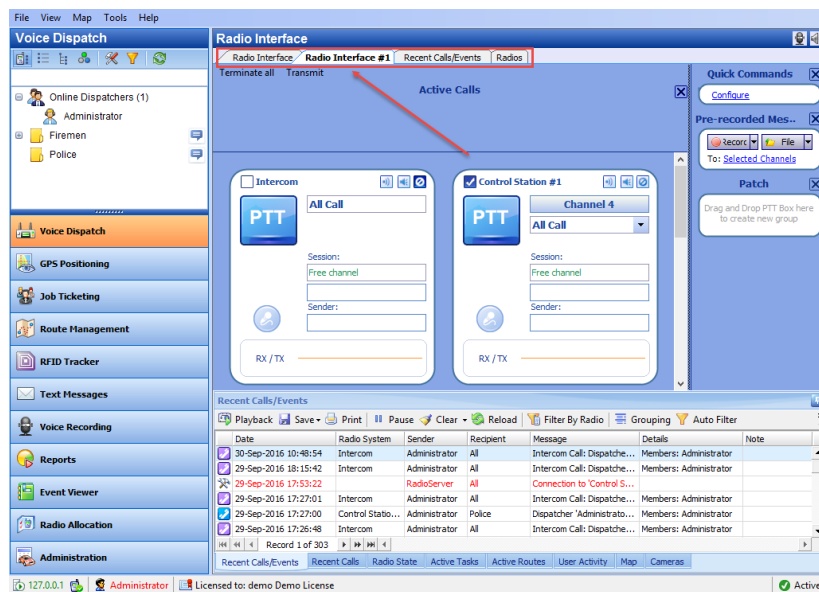 File View Map Tools Help
Voice Dispatch
Radio Interface
Radio Interface Radio Interface #1 Recent Calls/Events Radios
Terminate all Transmit
Active Calls
Quick Commands
Configure
Pre-recorded Mes..
Recorc File
To: Selected Channels
Patch
Drag and Drop PTT Box here
to create new group
Online Dispatchers (1)
Administrator
Firemen
Police
Intercom
PTT
All Call
Session:
Free channel
Sender:
RX / TX
Control Station #1
PTT
Channel 4
All Call
Session:
Free channel
Sender:
RX / TX
Voice Dispatch
GPS Positioning
Job Ticketing
Route Management
RFID Tracker
Text Messages
Voice Recording
Reports
Event Viewer
Radio Allocation
Administration
Recent Calls/Events
Playback Save Print Pause Clear Reload Filter By Radio Grouping Auto Filter
Date Radio System Sender Recipient Message Details Note
30-Sep-2016 10:48:54 Intercom Administrator All Intercom Call: Dispatche... Members: Administrator
29-Sep-2016 18:15:42 Intercom Administrator All Intercom Call: Dispatche... Members: Administrator
29-Sep-2016 17:53:22 RadioServer All Connection to 'Control S...
29-Sep-2016 17:27:01 Intercom Administrator All Intercom Call: Dispatche... Members: Administrator
29-Sep-2016 17:27:00 Control Statio... Administrator Police Dispatcher 'Administrato... Members: Administrator
29-Sep-2016 17:26:48 Intercom Administrator All Intercom Call: Dispatche... Members: Administrator
Record 1 of 303
Recent Calls/Events Recent Calls Radio State Active Tasks Active Routes User Activity Map Cameras
127.0.0.1 Administrator Licensed to: demo Demo License Active